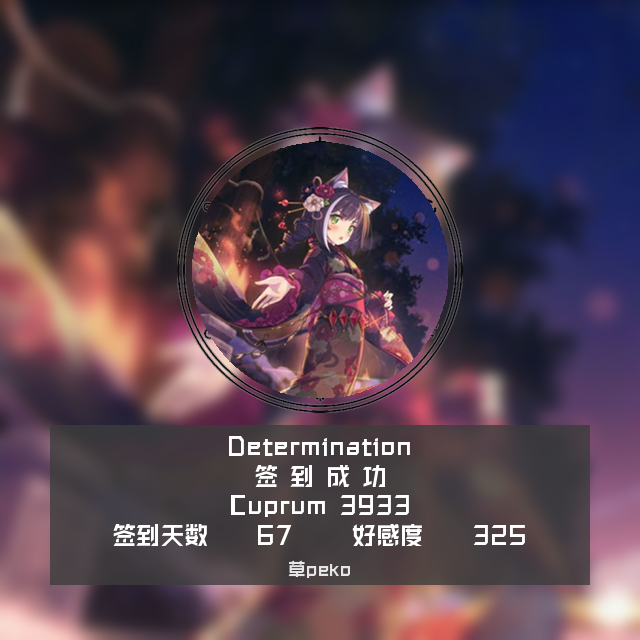 Determination
签 到 成 功
Cuprum 3933
签到天数 67 好感度 325
草peko